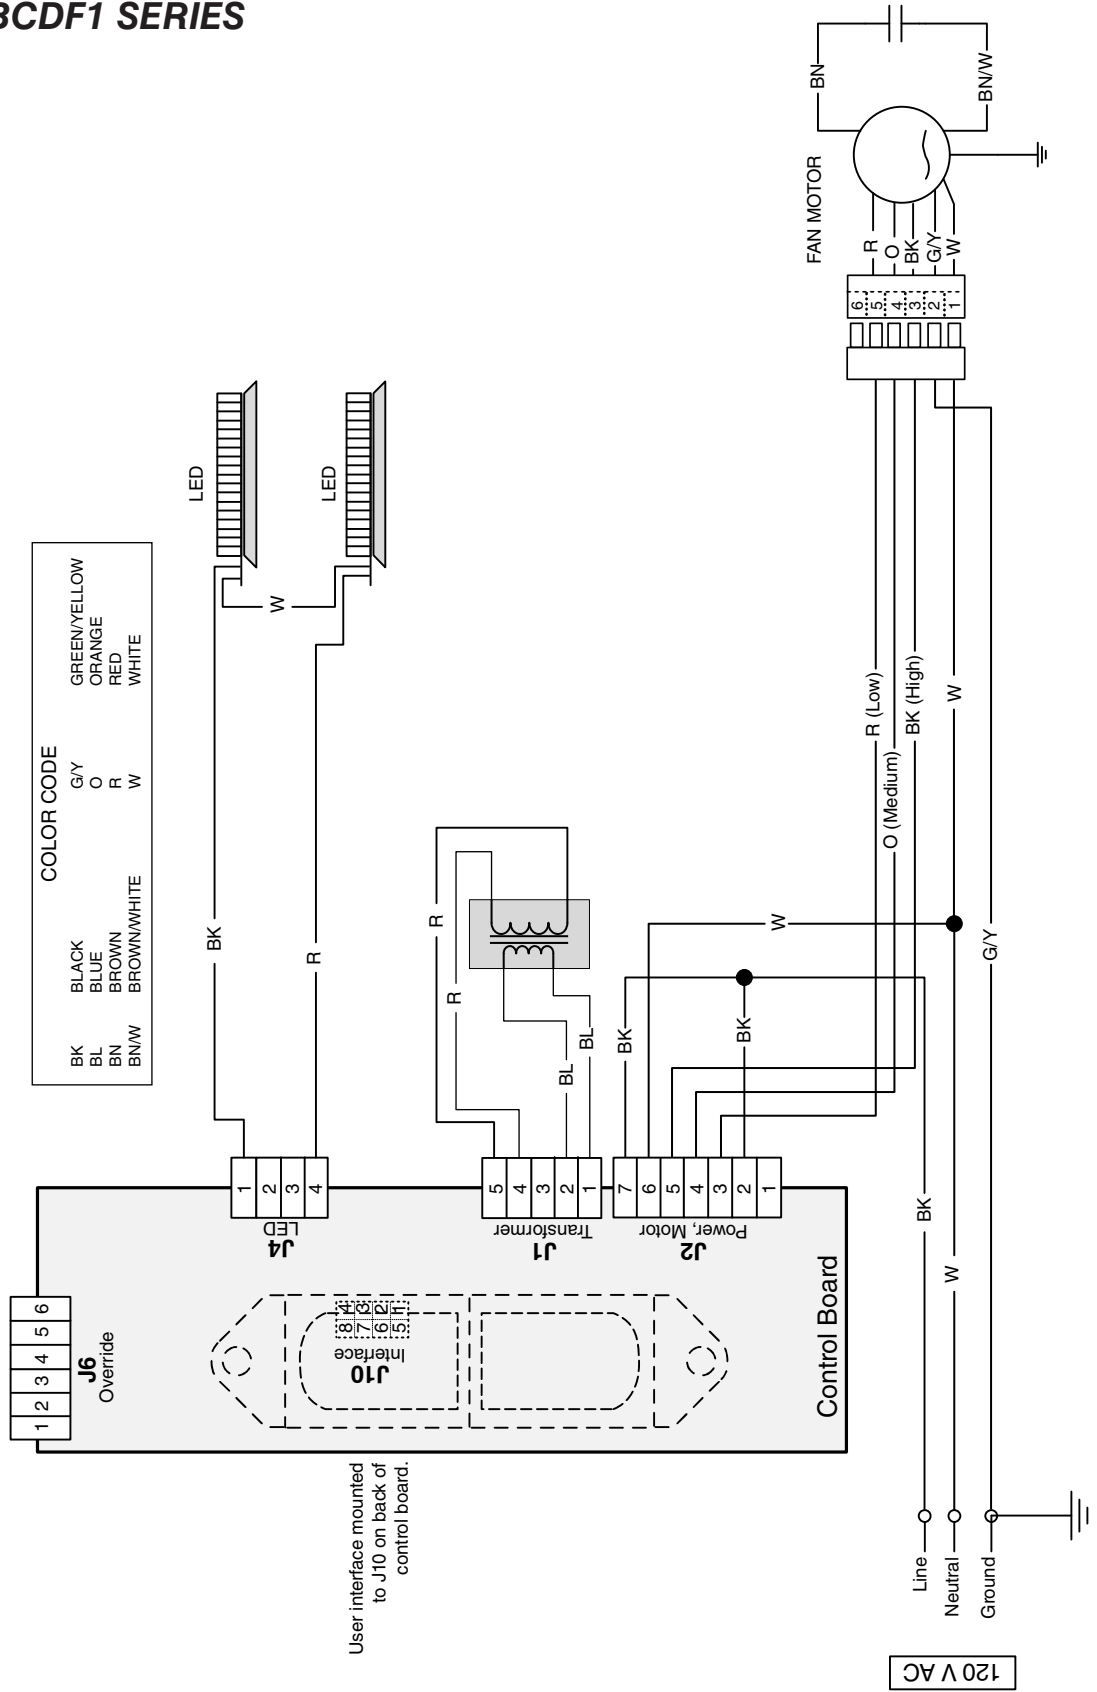 BCDF1 SERIES
COLOR CODE
BK BLACK G/Y GREEN/YELLOW
BL BLUE O ORANGE
BN BROWN R RED
BN/W BROWN/WHITE W WHITE
BN
BN/W
FAN MOTOR
R
O
BK
G/Y
W
6
5
4
3
2
1
LED
LED
W
BK
R
R
R
BL
BL
BK
BK
W
R (Low)
O (Medium)
BK (High)
W
G/Y
BK
W
1
2
3
4
J4
LED
5
4
3
2
1
J1
Transformer
7
6
5
4
3
2
1
J2
Power, Motor
1 2 3 4 5 6
J6
Override
J10
Interface
8 4
7 3
6 2
5 1
Control Board
User interface mounted
to J10 on back of
control board.
Line
Neutral
Ground
120 V AC